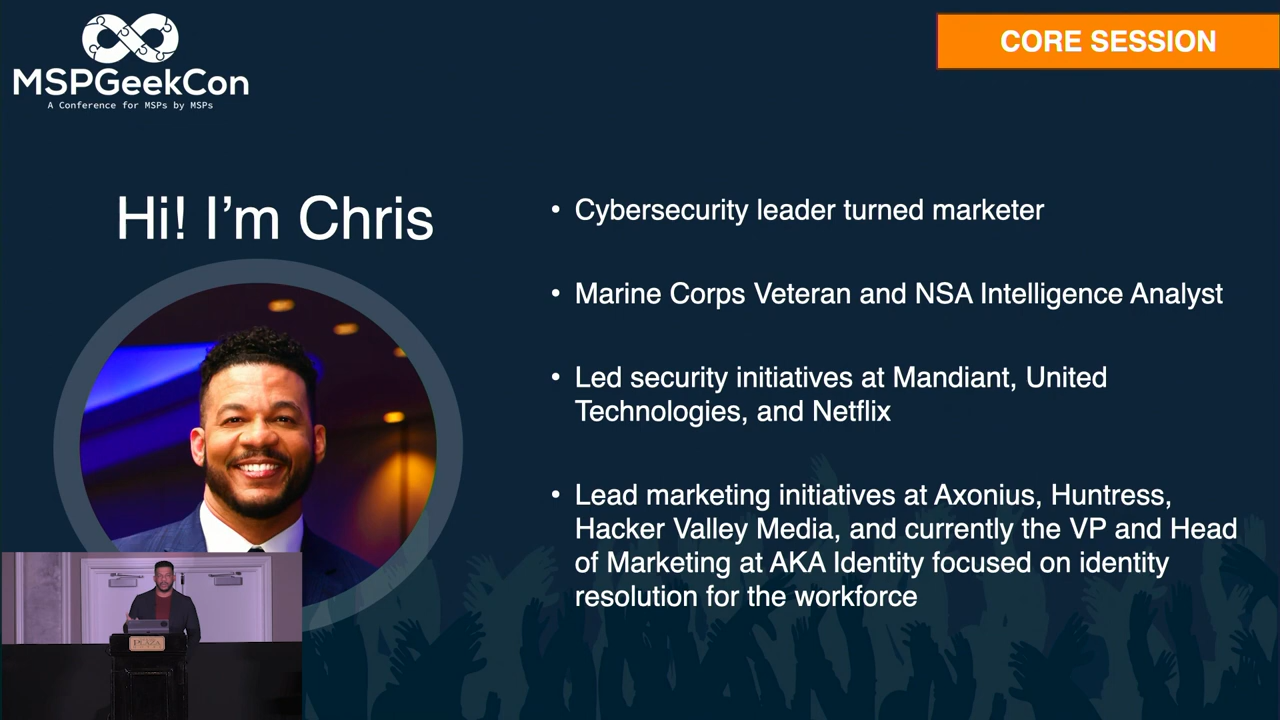 MSPGeekCon
A Conference for MSPs by MSPs
CORE SESSION
Hi! I'm Chris
• Cybersecurity leader turned marketer
• Marine Corps Veteran and NSA Intelligence Analyst
• Led security initiatives at Mandiant, United
Technologies, and Netflix
• Lead marketing initiatives at Axonius, Huntress,
Hacker Valley Media, and currently the VP and Head
of Marketing at AKA Identity focused on identity
resolution for the workforce
PLAZA